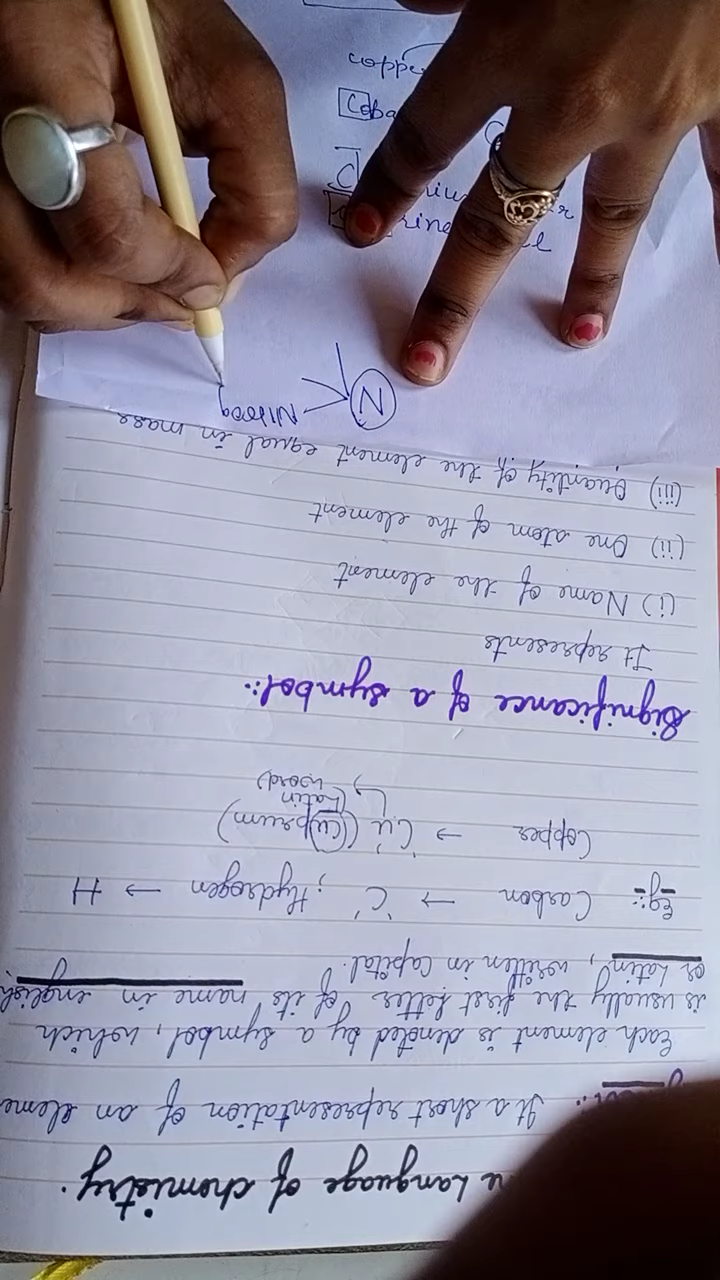 Language of chemistry.
It a short representation of an eleme
Each element is denoted by a symbol, which
is usually the first letter of its name in english
or Latin, written in capital.
Eg:- Carbon → 'C' ; Hydrogen → H
Copper → 'Cu' (Cuprum)
(Latin
word)
Significance of a symbol:-
It represents
(i) Name of the element
(ii) One atom of the element
(iii) Quantity of the element equal in mass
N